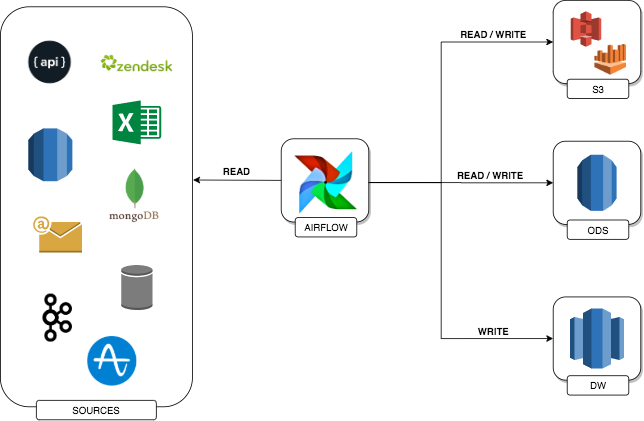 { api }
zendesk
X
mongoDB
@
SOURCES
READ
AIRFLOW
READ / WRITE
S3
READ / WRITE
ODS
WRITE
DW